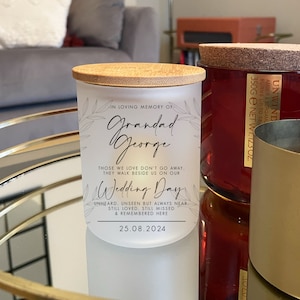 IN LOVING MEMORY OF
Grandad
George
THOSE WE LOVE DON'T GO AWAY,
THEY WALK BESIDE US ON OUR
Wedding Day
UNHEARD, UNSEEN BUT ALWAYS NEAR
STILL LOVED, STILL MISSED
& REMEMBERED HERE
25.08.2024